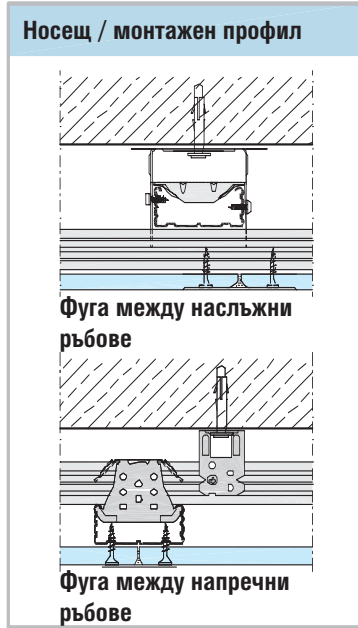 Носещ / монтажен профил
Фуга между наслъжни
ръбове
Фуга между напречни
ръбове